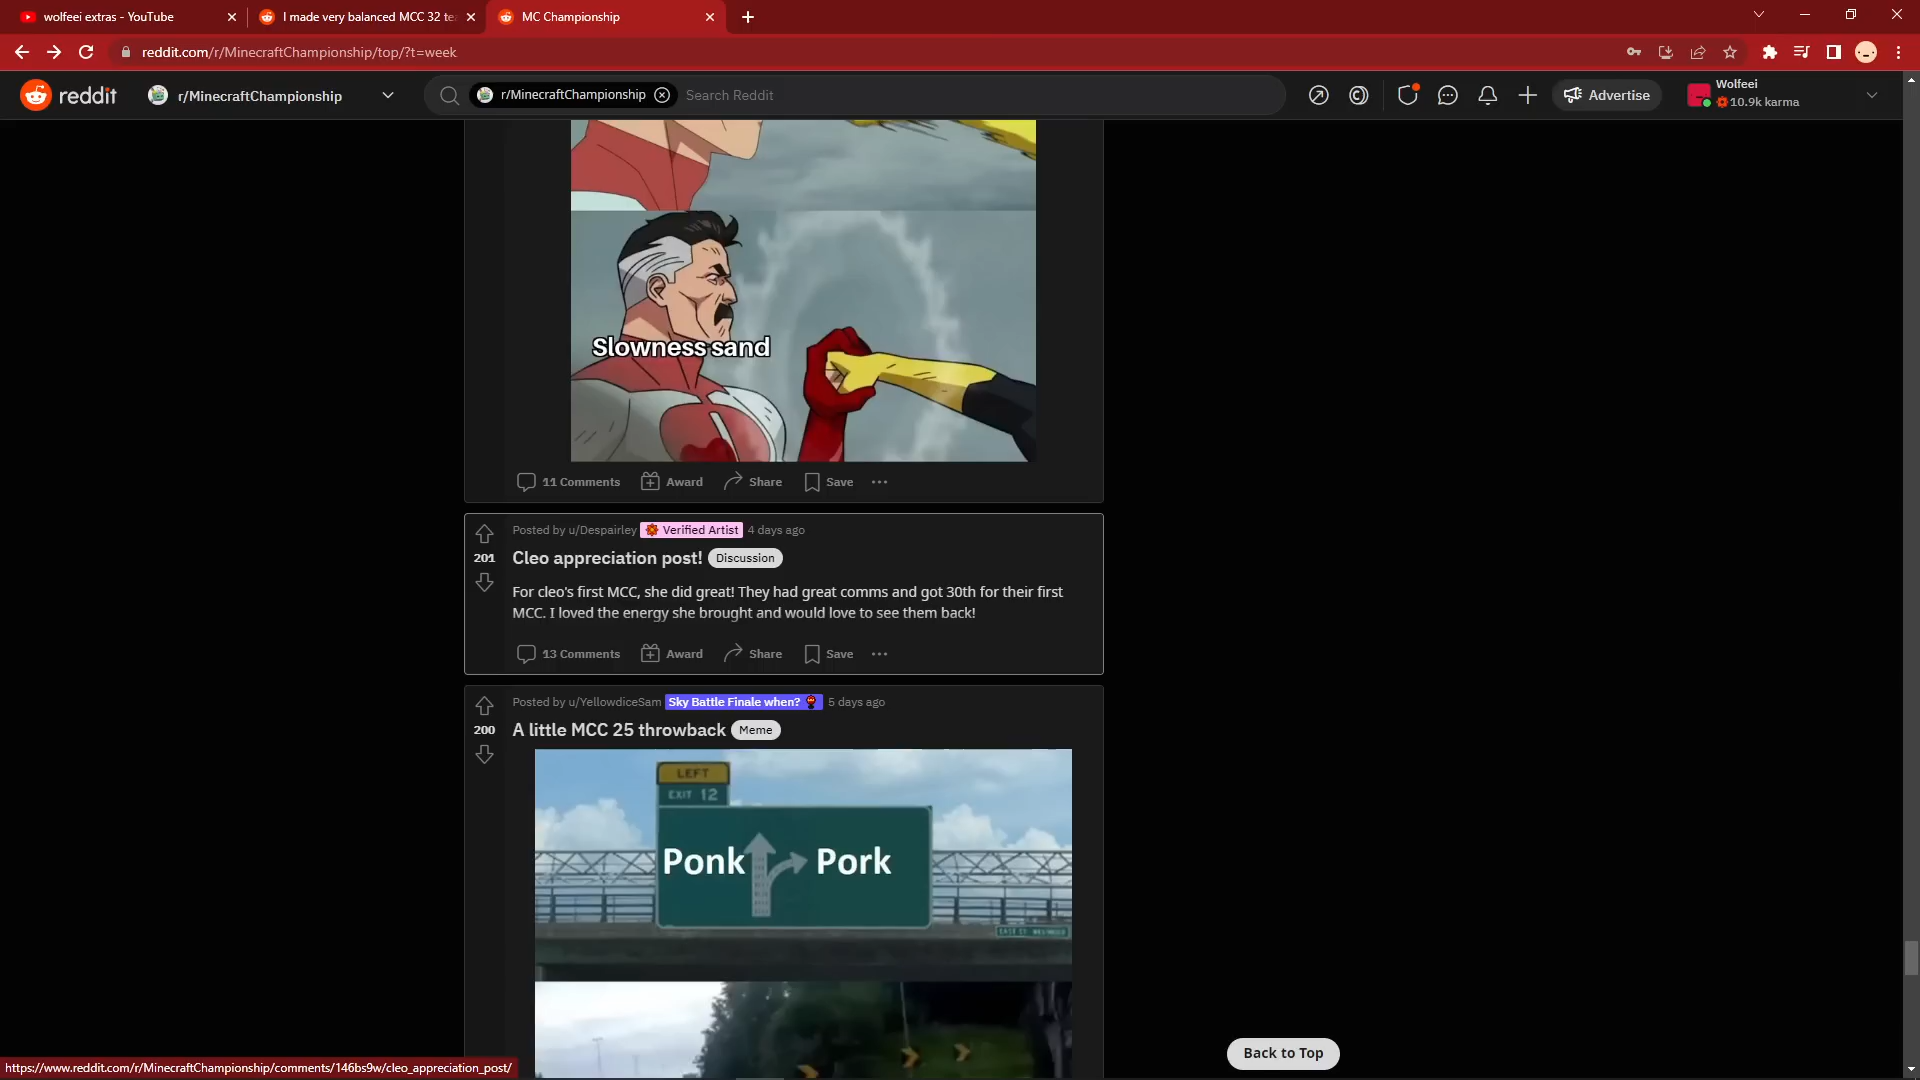 wolfeei extras - YouTube
I made very balanced MCC 32 te
MC Championship
reddit.com/r/MinecraftChampionship/top/?t=week
reddit
r/MinecraftChampionship
r/MinecraftChampionship
Search Reddit
Advertise
Wolfeei
10.9k karma
Slowness sand
11 Comments
Award
Share
Save
Posted by u/Despairley Verified Artist 4 days ago
201
Cleo appreciation post! Discussion
For cleo's first MCC, she did great! They had great comms and got 30th for their first
MCC. I loved the energy she brought and would love to see them back!
13 Comments
Award
Share
Save
Posted by u/YellowdiceSam Sky Battle Finale when? 5 days ago
200
A little MCC 25 throwback Meme
LEFT
EXIT 12
Ponk
Pork
Back to Top
https://www.reddit.com/r/MinecraftChampionship/comments/146bs9w/cleo_appreciation_post/